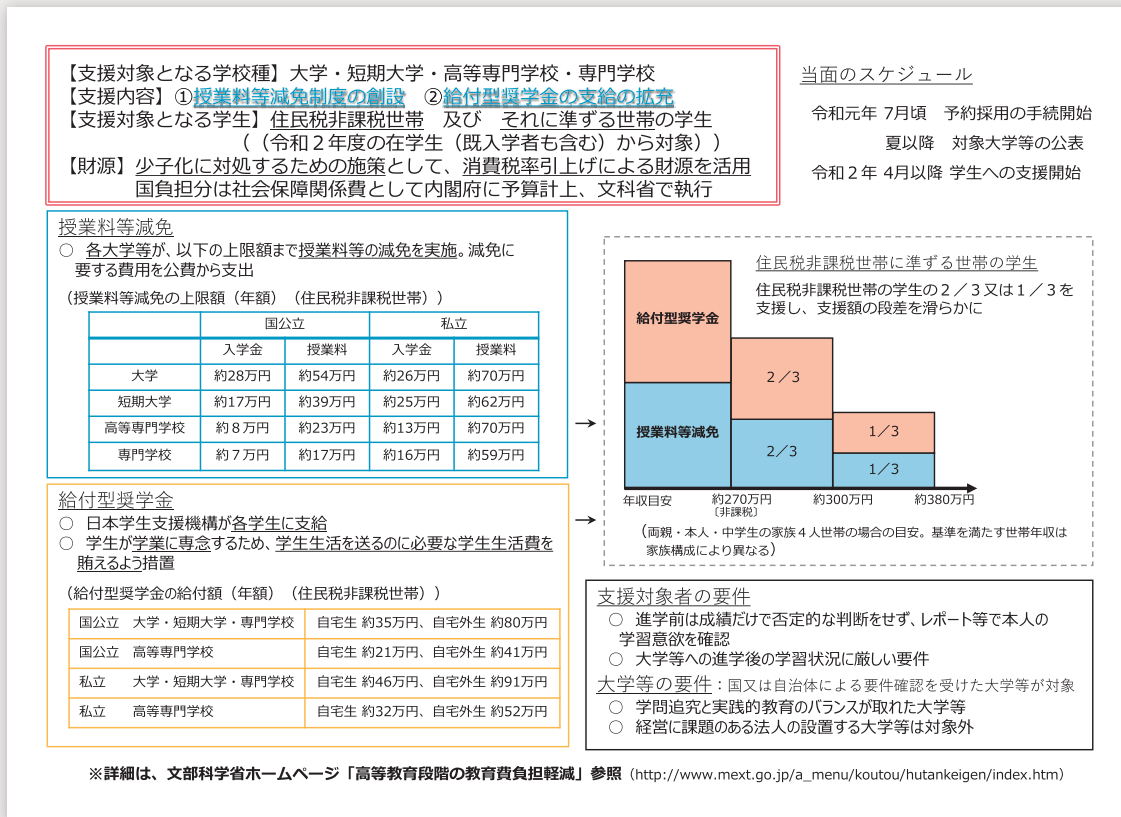 【支援対象となる学校種】大学・短期大学・高等専門学校・専門学校
【支援内容】①授業料等減免制度の創設　②給付型奨学金の支給の拡充
【支援対象となる学生】住民税非課税世帯　及び　それに準ずる世帯の学生
（（令和２年度の在学生（既入学者も含む）から対象））
【財源】少子化に対処するための施策として、消費税率引上げによる財源を活用
国負担分は社会保障関係費として内閣府に予算計上、文科省で執行
当面のスケジュール
令和元年 7月頃　予約採用の手続開始
夏以降　対象大学等の公表
令和２年 4月以降 学生への支援開始
授業料等減免
○　各大学等が、以下の上限額まで授業料等の減免を実施。減免に
要する費用を公費から支出
（授業料等減免の上限額（年額）（住民税非課税世帯））
国公立　私立
入学金　授業料　入学金　授業料
大学　約28万円　約54万円　約26万円　約70万円
短期大学　約17万円　約39万円　約25万円　約62万円
高等専門学校　約８万円　約23万円　約13万円　約70万円
専門学校　約７万円　約17万円　約16万円　約59万円
給付型奨学金
○　日本学生支援機構が各学生に支給
○　学生が学業に専念するため、学生生活を送るのに必要な学生生活費を
賄えるよう措置
（給付型奨学金の給付額（年額）（住民税非課税世帯））
国公立　大学・短期大学・専門学校　自宅生 約35万円、自宅外生 約80万円
国公立　高等専門学校　自宅生 約21万円、自宅外生 約41万円
私立　大学・短期大学・専門学校　自宅生 約46万円、自宅外生 約91万円
私立　高等専門学校　自宅生 約32万円、自宅外生 約52万円
→
→
住民税非課税世帯に準ずる世帯の学生
住民税非課税世帯の学生の２／３又は１／３を
支援し、支援額の段差を滑らかに
給付型奨学金
２／３
1／3
授業料等減免
２／３
1／3
年収目安　約270万円　約300万円　約380万円
〔非課税〕
（両親・本人・中学生の家族４人世帯の場合の目安。基準を満たす世帯年収は
家族構成により異なる）
支援対象者の要件
○　進学前は成績だけで否定的な判断をせず、レポート等で本人の
学習意欲を確認
○　大学等への進学後の学習状況に厳しい要件
大学等の要件：国又は自治体による要件確認を受けた大学等が対象
○　学問追究と実践的教育のバランスが取れた大学等
○　経営に課題のある法人の設置する大学等は対象外
※詳細は、文部科学省ホームページ「高等教育段階の教育費負担軽減」参照（http://www.mext.go.jp/a_menu/koutou/hutankeigen/index.htm）